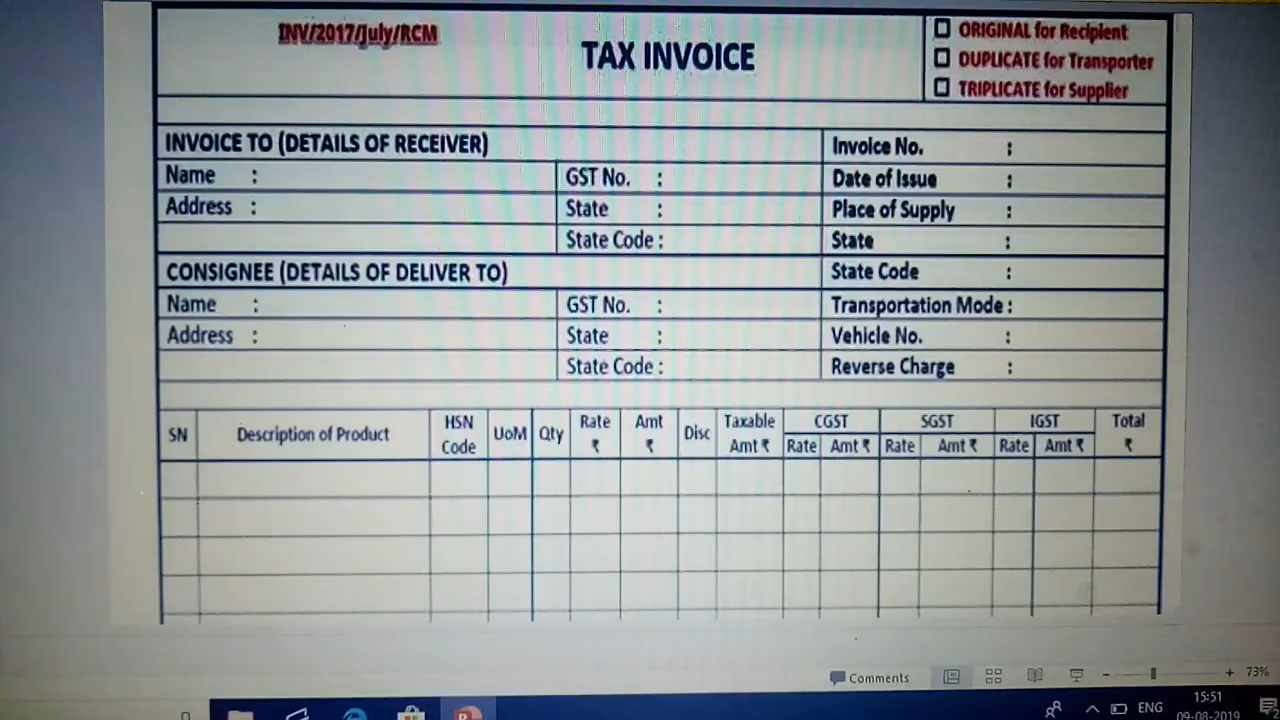 INV/2017/July/RCM
TAX INVOICE
ORIGINAL for Recipient
DUPLICATE for Transporter
TRIPLICATE for Supplier
INVOICE TO (DETAILS OF RECEIVER)
Invoice No. :
Name : GST No. : Date of Issue :
Address : State : Place of Supply :
State Code : State :
CONSIGNEE (DETAILS OF DELIVER TO) State Code :
Name : GST No. : Transportation Mode :
Address : State : Vehicle No. :
State Code : Reverse Charge :
SN Description of Product HSN Code UoM Qty Rate ₹ Amt ₹ Disc Taxable Amt ₹ CGST SGST IGST Total ₹
Rate Amt ₹ Rate Amt ₹ Rate Amt ₹
Comments
73%
ENG
15:51
09-08-2019